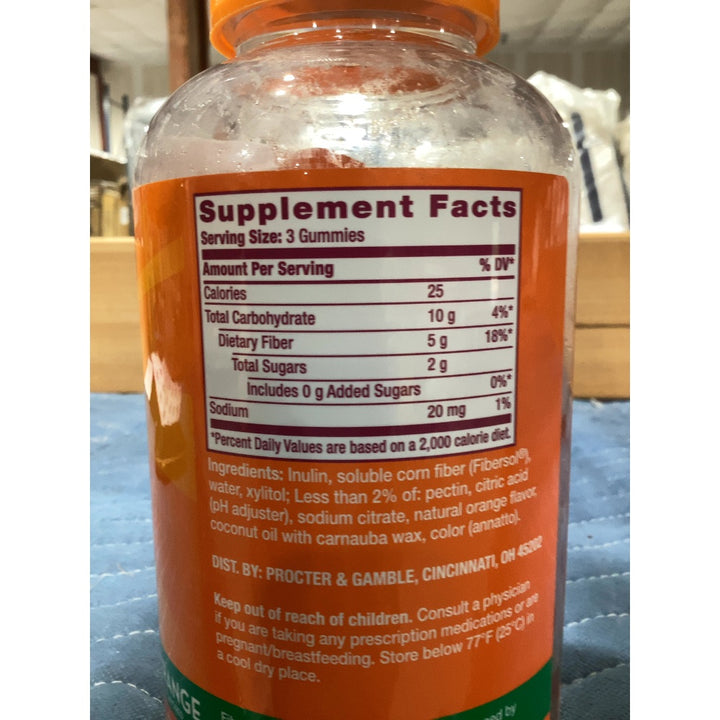 Supplement Facts
Serving Size: 3 Gummies
Amount Per Serving % DV*
Calories 25
Total Carbohydrate 10 g 4%*
Dietary Fiber 5 g 18%*
Total Sugars 2 g
Includes 0 g Added Sugars 0%*
Sodium 20 mg 1%
*Percent Daily Values are based on a 2,000 calorie diet.
Ingredients: Inulin, soluble corn fiber (Fibersol®),
water, xylitol; Less than 2% of: pectin, citric acid
(pH adjuster), sodium citrate, natural orange flavor,
coconut oil with carnauba wax, color (annatto).
DIST. BY: PROCTER & GAMBLE, CINCINNATI, OH 45202
Keep out of reach of children. Consult a physician
if you are taking any prescription medications or are
pregnant/breastfeeding. Store below 77°F (25°C) in
a cool dry place.
by